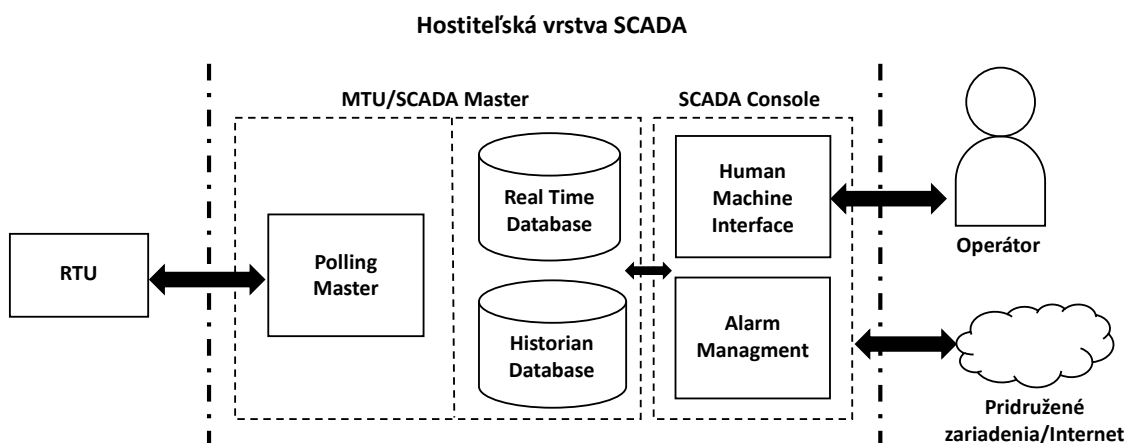 Hostiteľská vrstva SCADA
MTU/SCADA Master
SCADA Console
RTU
Polling
Master
Real Time
Database
Historian
Database
Human
Machine
Interface
Alarm
Managment
Operátor
Pridružené
zariadenia/Internet